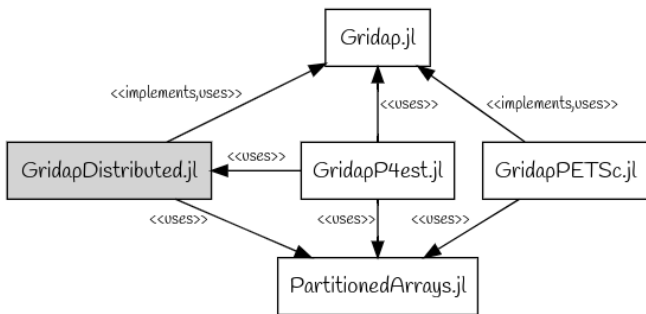 Gridap.jl
<<implements,uses>>
<<uses>>
<<implements,uses>>
<<uses>>
GridapDistributed.jl
GridapP4est.jl
GridapPETSc.jl
<<uses>>
<<uses>>
<<uses>>
PartitionedArrays.jl